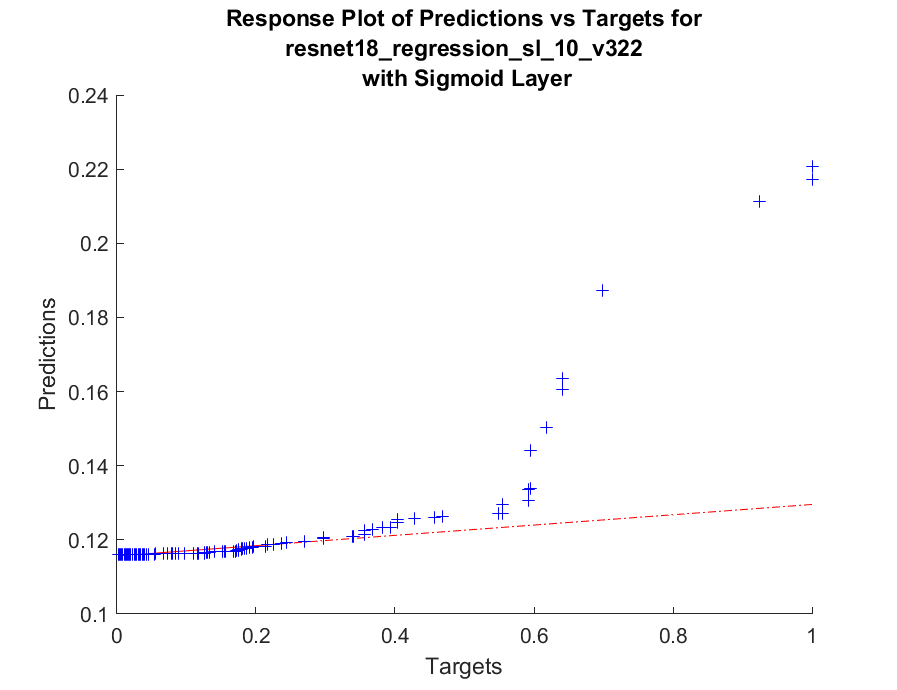 Response Plot of Predictions vs Targets for
resnet18_regression_sl_10_v322
with Sigmoid Layer
0.24
0.22
0.2
0.18
0.16
0.14
0.12
0.1
Predictions
0 0.2 0.4 0.6 0.8 1
Targets